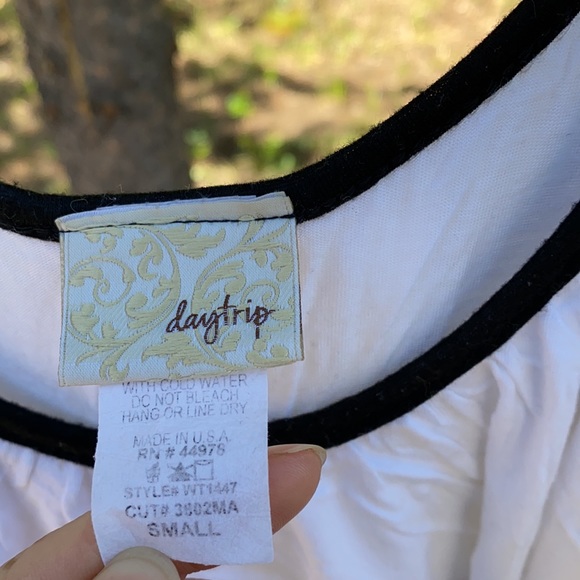 daytrip
WITH COLD WATER
DO NOT BLEACH
HANG OR LINE DRY
MADE IN U.S.A.
RN # 44976
STYLE# WT1447
CUT# 3602MA
SMALL